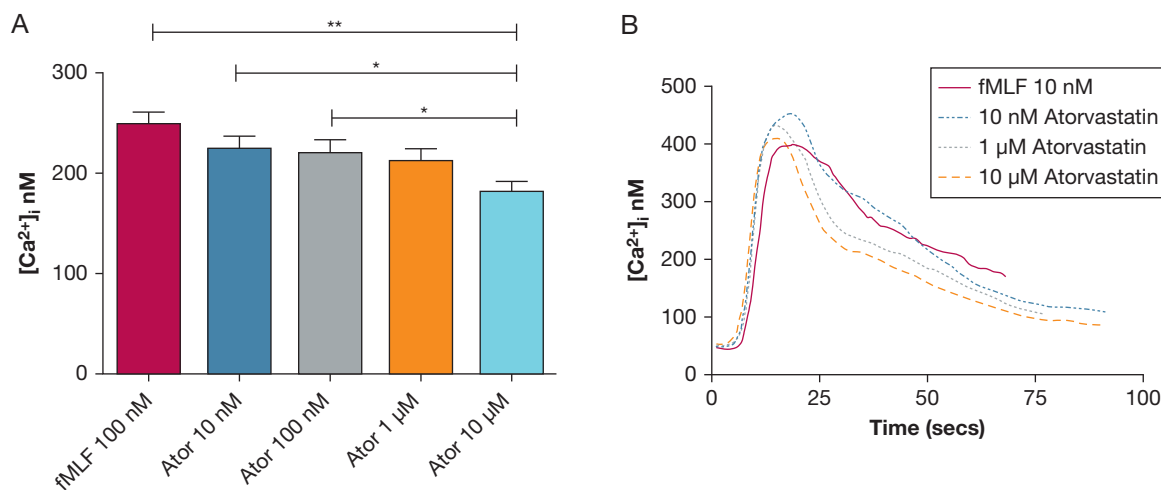 A
**
*
*
300
200
100
0
[Ca²⁺]ᵢ nM
fMLF 100 nM
Ator 10 nM
Ator 100 nM
Ator 1 µM
Ator 10 µM
B
fMLF 10 nM
10 nM Atorvastatin
1 µM Atorvastatin
10 µM Atorvastatin
500
400
300
200
100
0
[Ca²⁺]ᵢ nM
0
25
50
75
100
Time (secs)